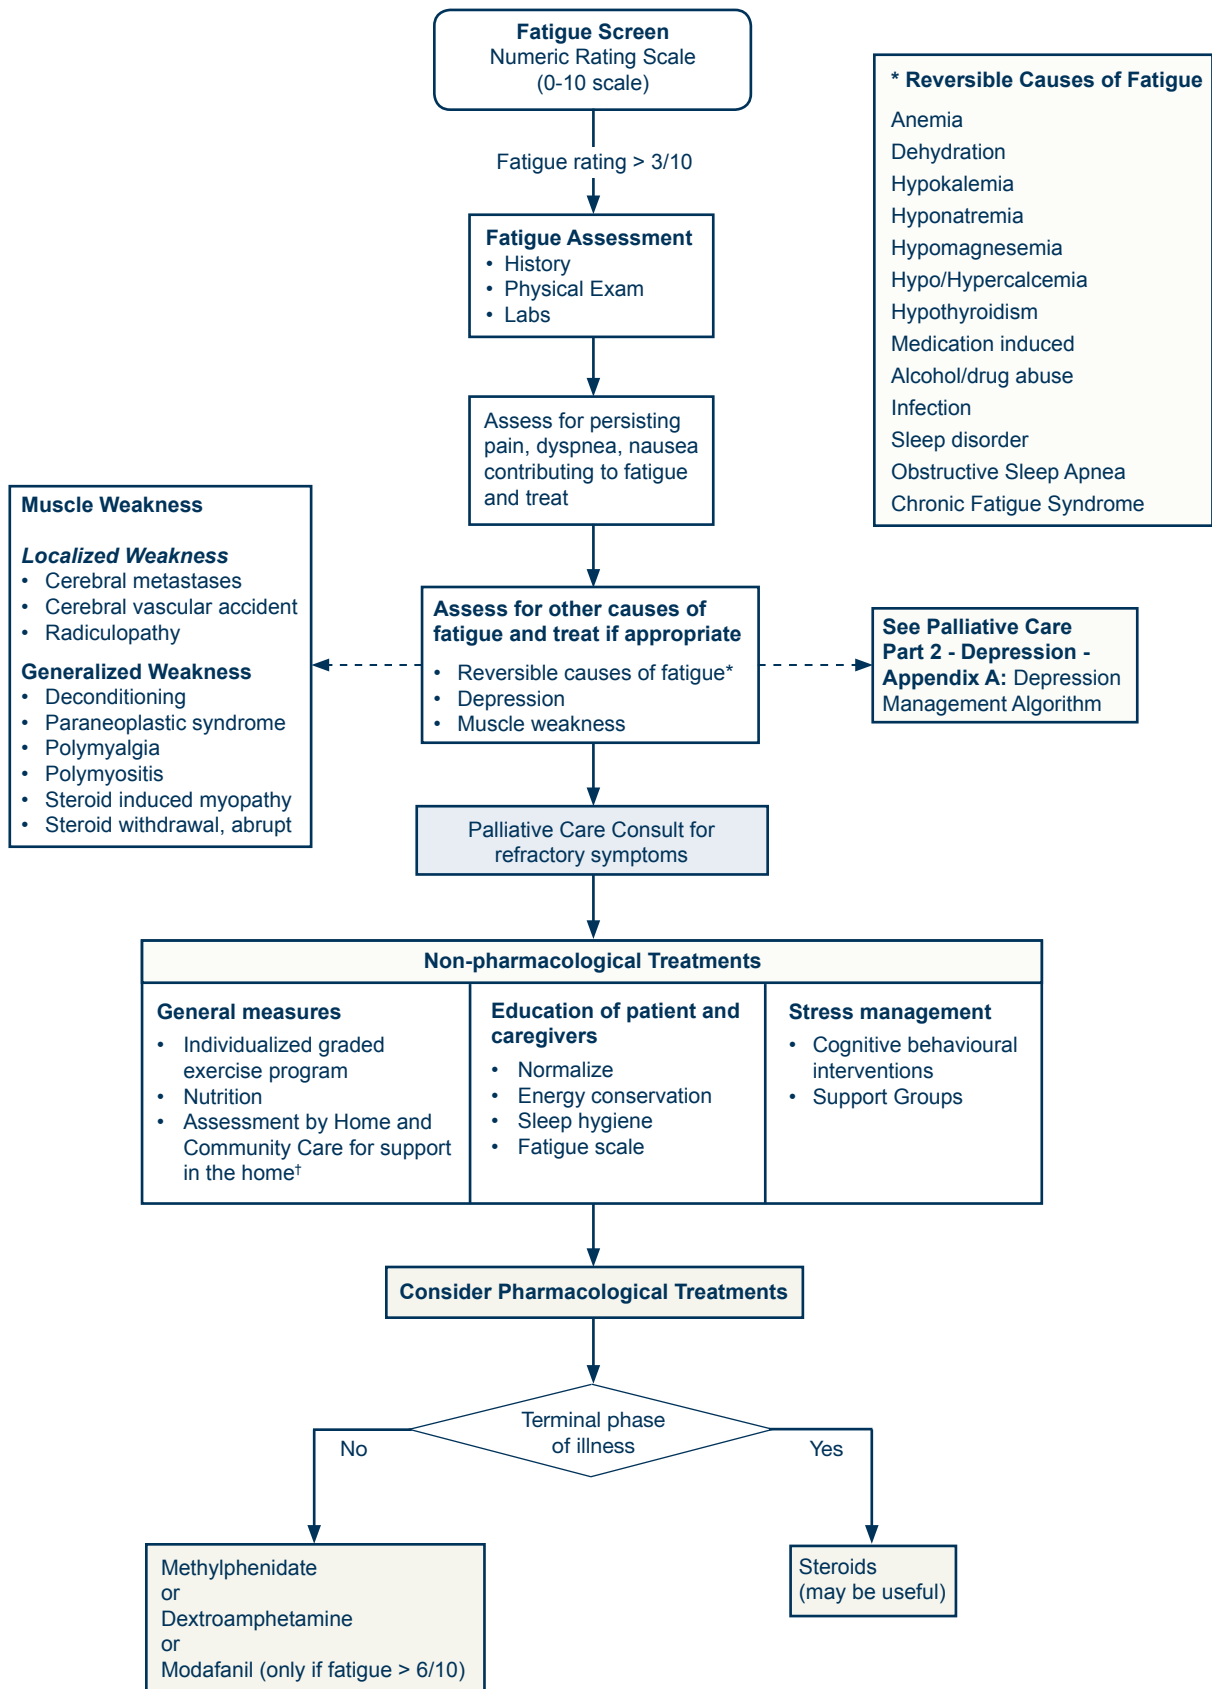 Fatigue Screen
Numeric Rating Scale
(0-10 scale)
Fatigue rating > 3/10
* Reversible Causes of Fatigue
Anemia
Dehydration
Hypokalemia
Hyponatremia
Hypomagnesemia
Hypo/Hypercalcemia
Hypothyroidism
Medication induced
Alcohol/drug abuse
Infection
Sleep disorder
Obstructive Sleep Apnea
Chronic Fatigue Syndrome
Fatigue Assessment
• History
• Physical Exam
• Labs
Assess for persisting
pain, dyspnea, nausea
contributing to fatigue
and treat
Muscle Weakness
Localized Weakness
• Cerebral metastases
• Cerebral vascular accident
• Radiculopathy
Generalized Weakness
• Deconditioning
• Paraneoplastic syndrome
• Polymyalgia
• Polymyositis
• Steroid induced myopathy
• Steroid withdrawal, abrupt
Assess for other causes of
fatigue and treat if appropriate
• Reversible causes of fatigue*
• Depression
• Muscle weakness
See Palliative Care
Part 2 - Depression -
Appendix A: Depression
Management Algorithm
Palliative Care Consult for
refractory symptoms
Non-pharmacological Treatments
General measures
• Individualized graded
exercise program
• Nutrition
• Assessment by Home and
Community Care for support
in the home†
Education of patient and
caregivers
• Normalize
• Energy conservation
• Sleep hygiene
• Fatigue scale
Stress management
• Cognitive behavioural
interventions
• Support Groups
Consider Pharmacological Treatments
Terminal phase
of illness
No
Yes
Methylphenidate
or
Dextroamphetamine
or
Modafanil (only if fatigue > 6/10)
Steroids
(may be useful)